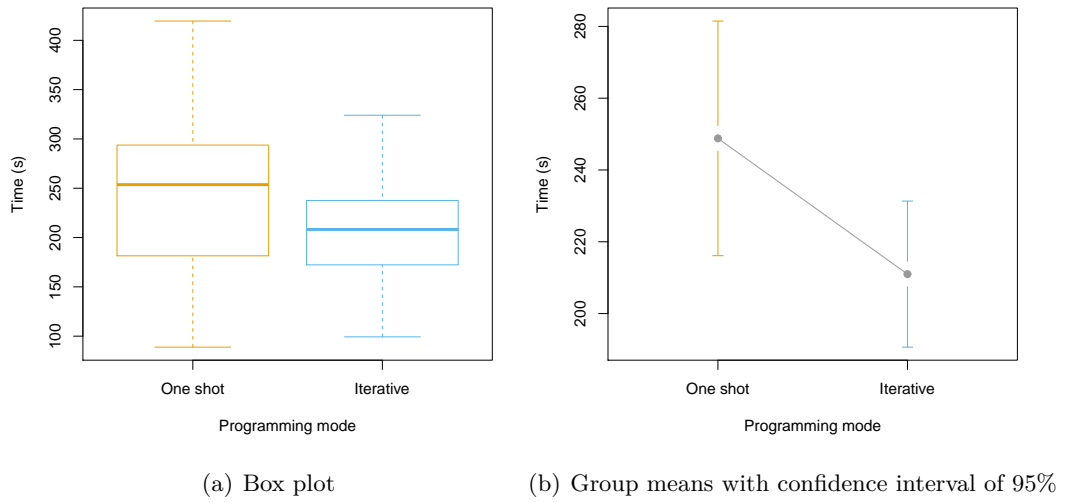 Time (s)
400
350
300
250
200
150
100
One shot
Iterative
Programming mode
(a) Box plot
Time (s)
280
260
240
220
200
One shot
Iterative
Programming mode
(b) Group means with confidence interval of 95%